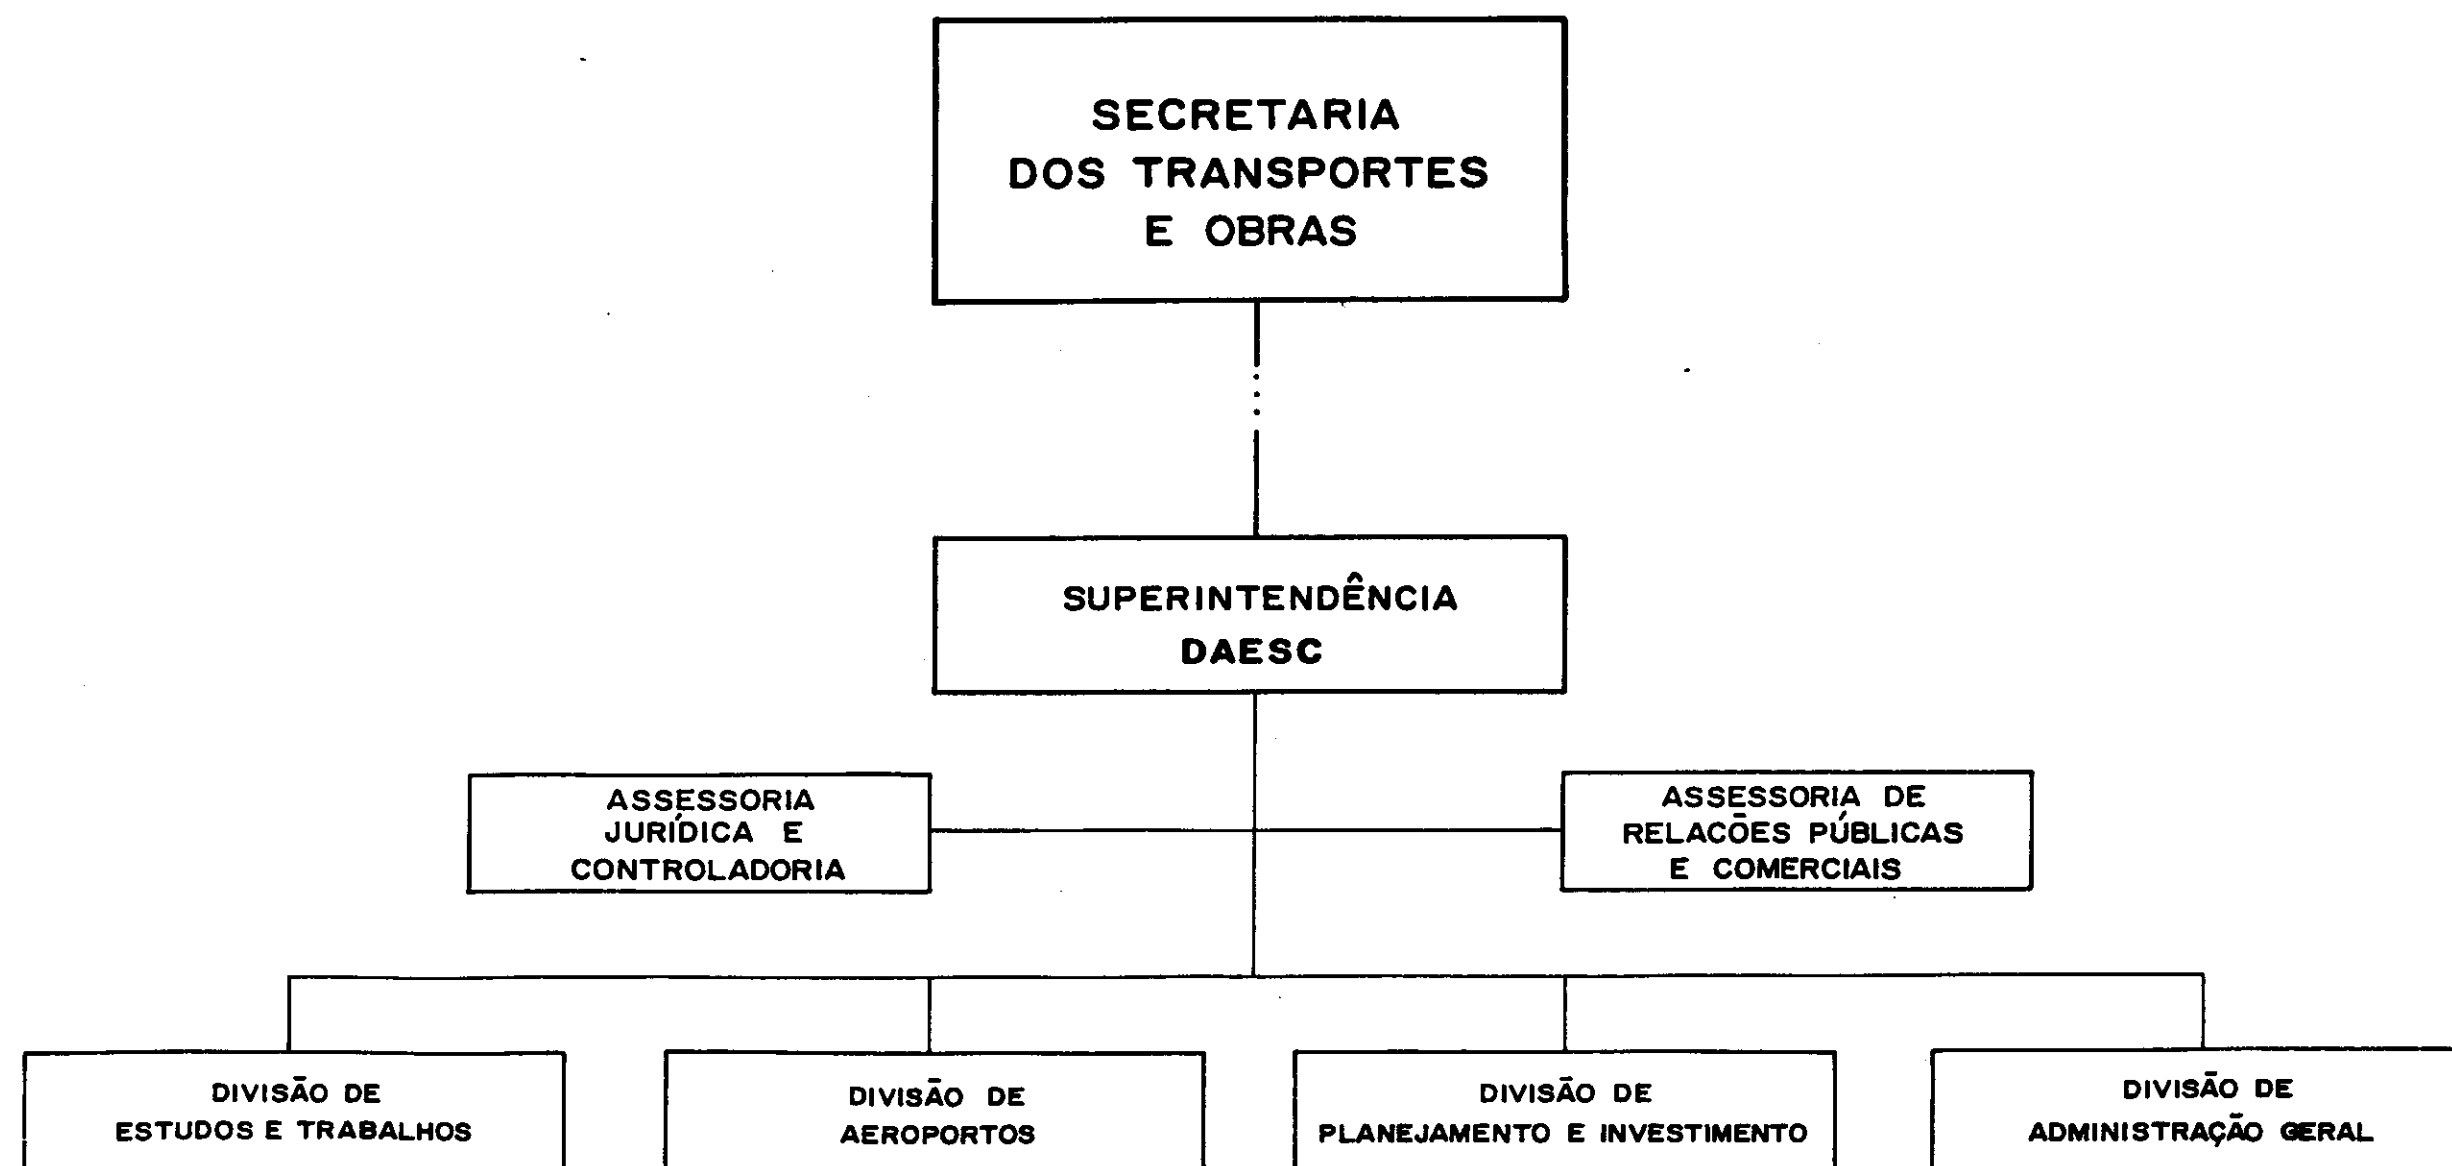 SECRETARIA
DOS TRANSPORTES
E OBRAS
SUPERINTENDÊNCIA
DAESC
ASSESSORIA
JURÍDICA E
CONTROLADORIA
ASSESSORIA DE
RELACÕES PÚBLICAS
E COMERCIAIS
DIVISÃO DE
ESTUDOS E TRABALHOS
DIVISÃO DE
AEROPORTOS
DIVISÃO DE
PLANEJAMENTO E INVESTIMENTO
DIVISÃO DE
ADMINISTRAÇÃO GERAL